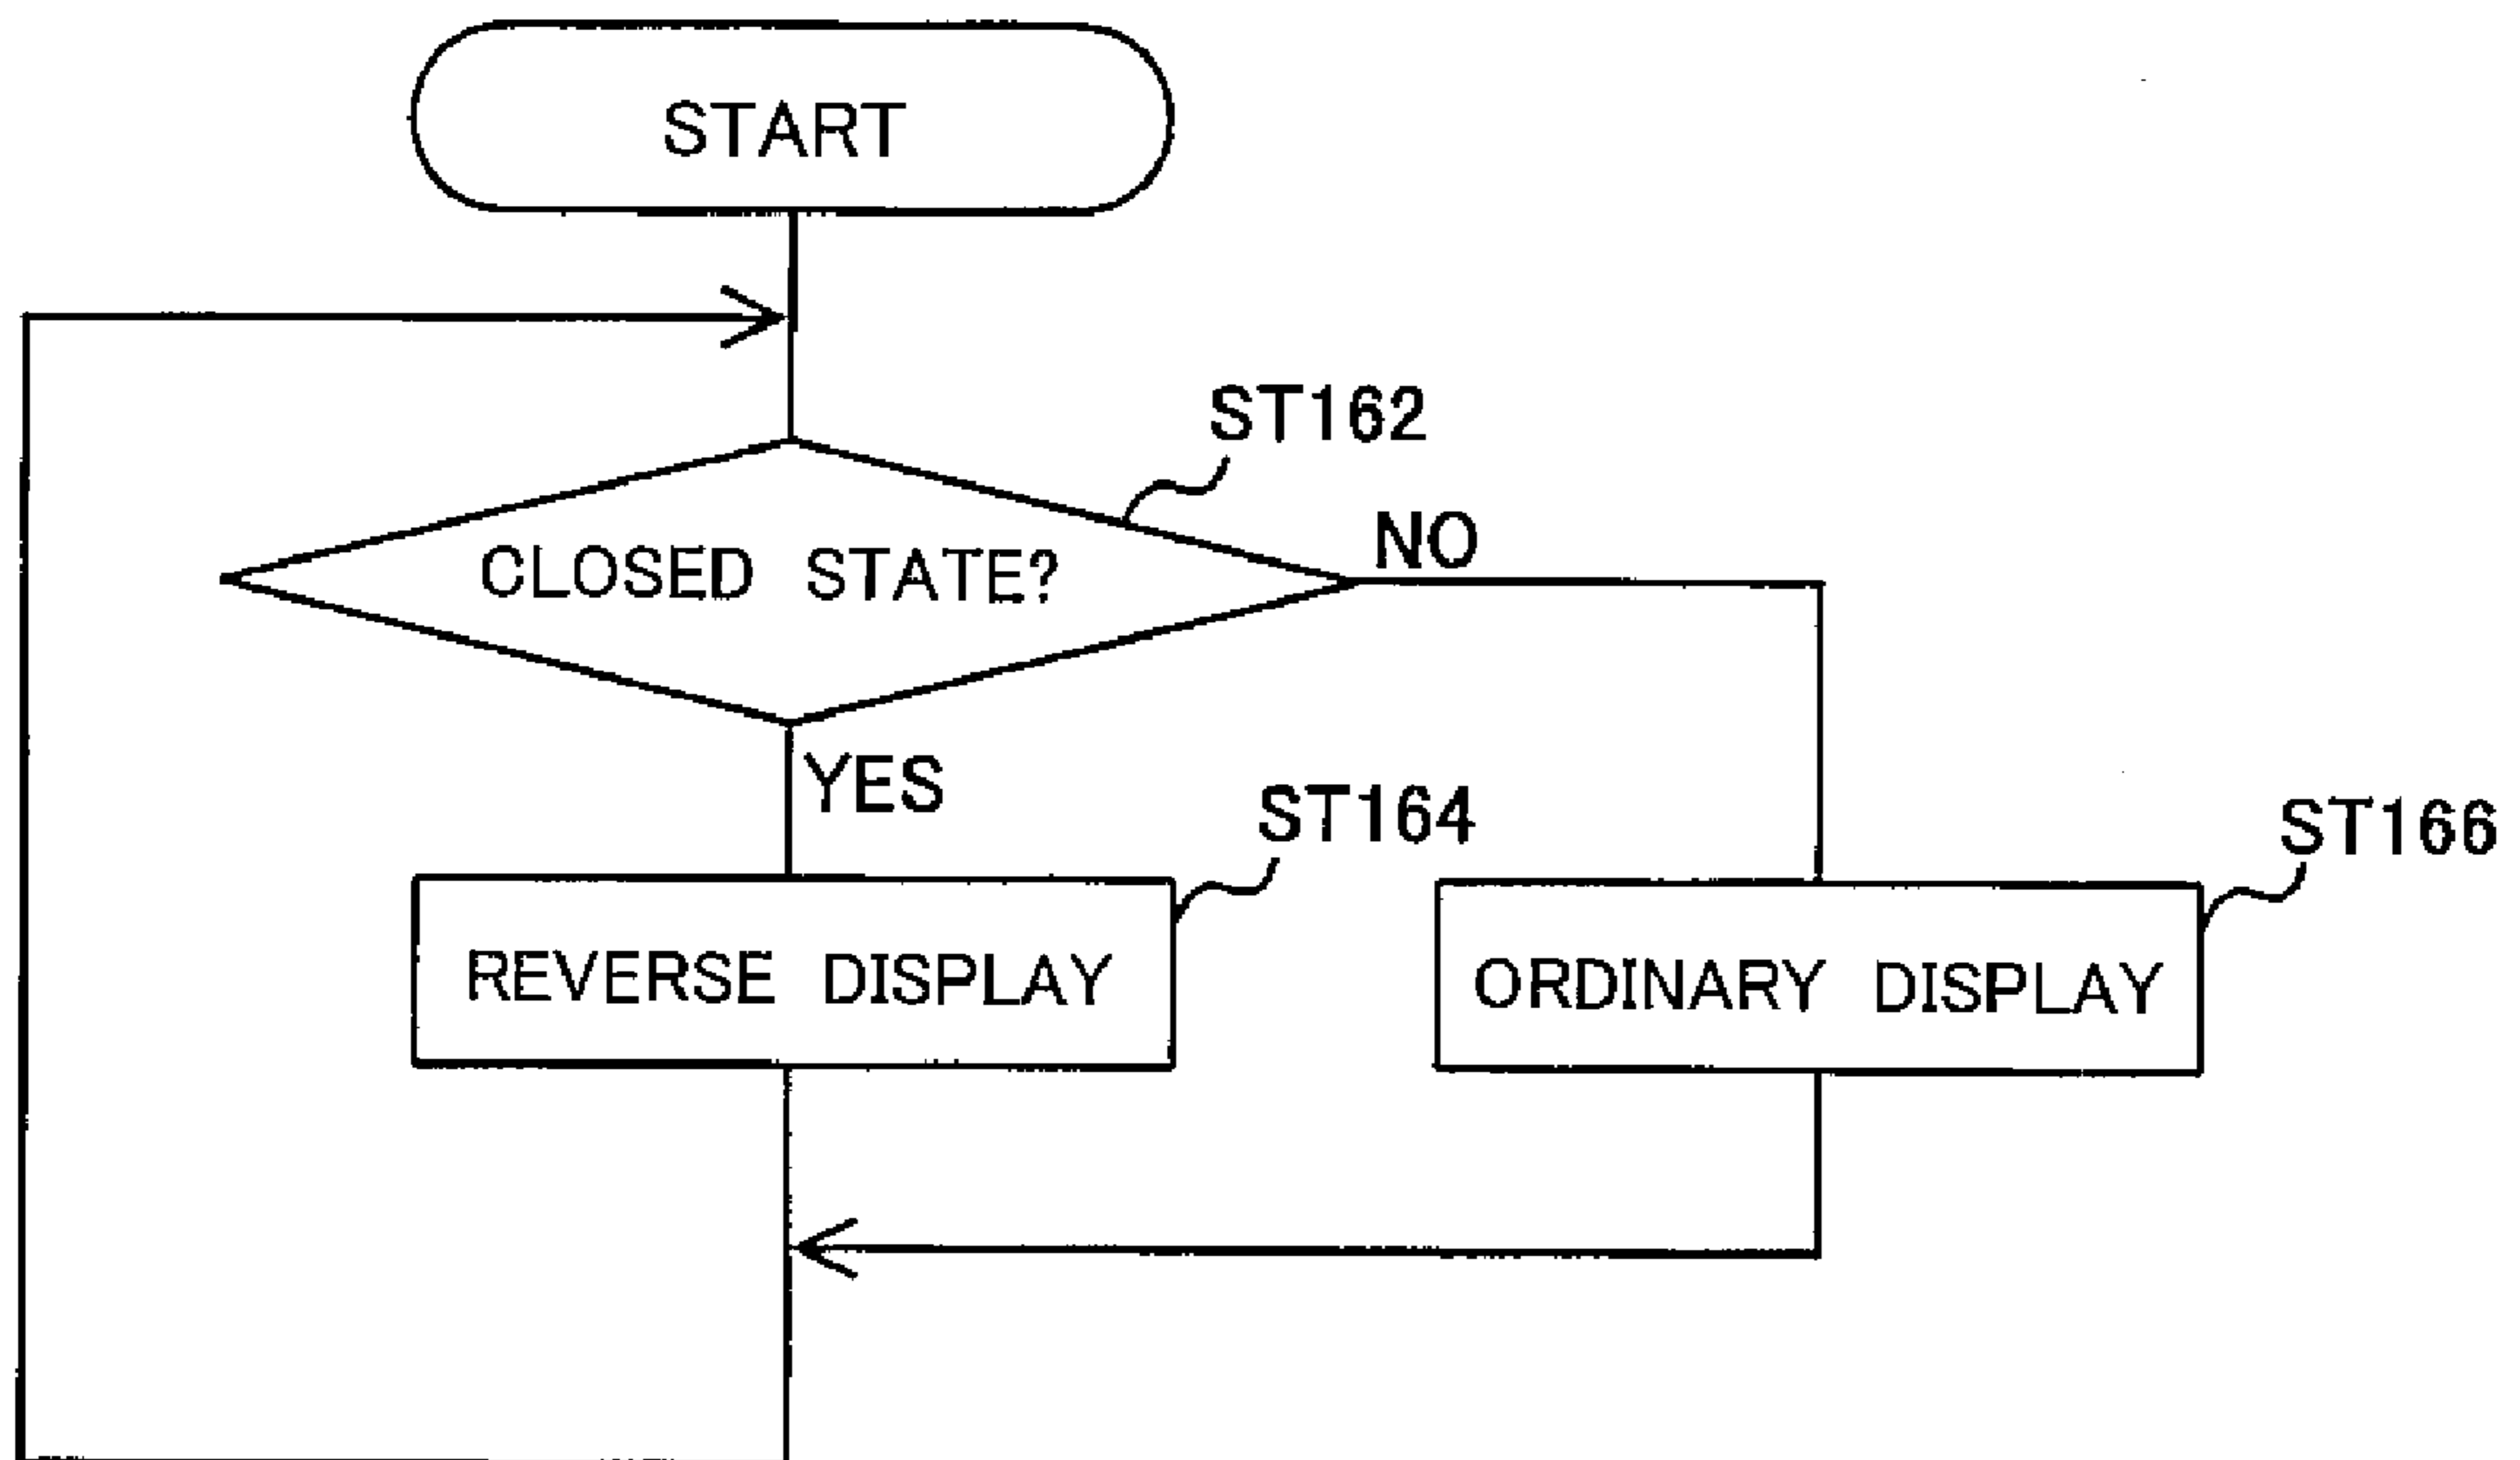 START
ST162
CLOSED STATE?
NO
YES
ST164
ST166
REVERSE DISPLAY
ORDINARY DISPLAY